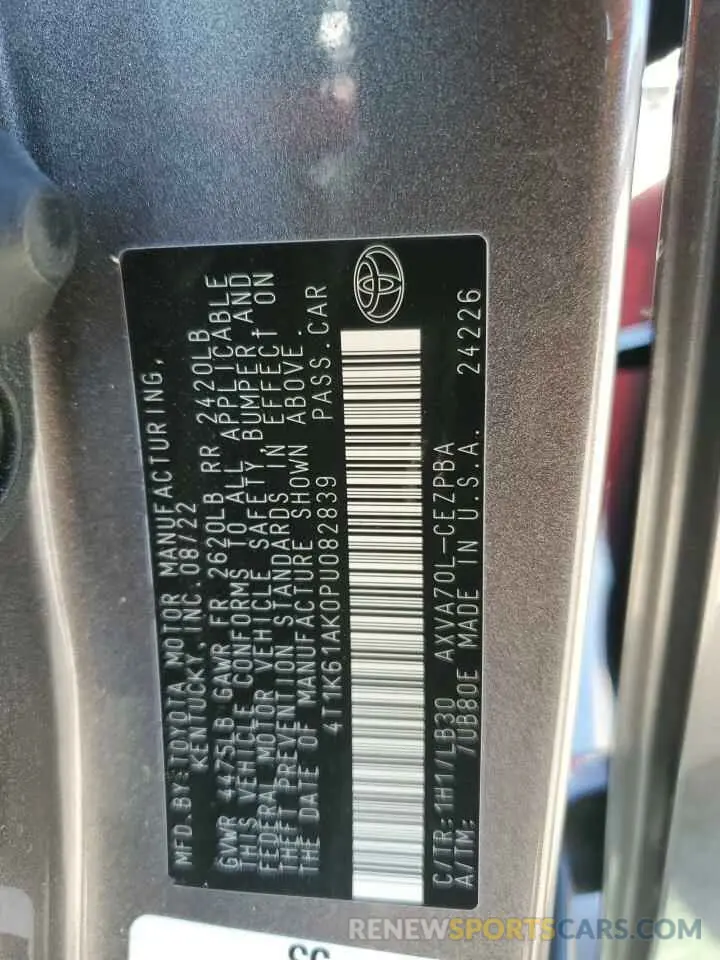 MFD.BY:TOYOTA MOTOR MANUFACTURING,
KENTUCKY, INC. 08/22
GVWR 4475LB GAWR FR 2620LB RR 2420LB
THIS VEHICLE CONFORMS TO ALL APPLICABLE
FEDERAL MOTOR VEHICLE SAFETY, BUMPER AND
THEFT PREVENTION STANDARDS IN EFFECT ON
THE DATE OF MANUFACTURE SHOWN ABOVE.
4T1K61AK0PU082839 PASS.CAR
C/TR:1H1/LB30 AXVA70L-CEZPBA
A/TM: 7UB80E MADE IN U.S.A. 24226
RENEWSPORTSCARS.COM